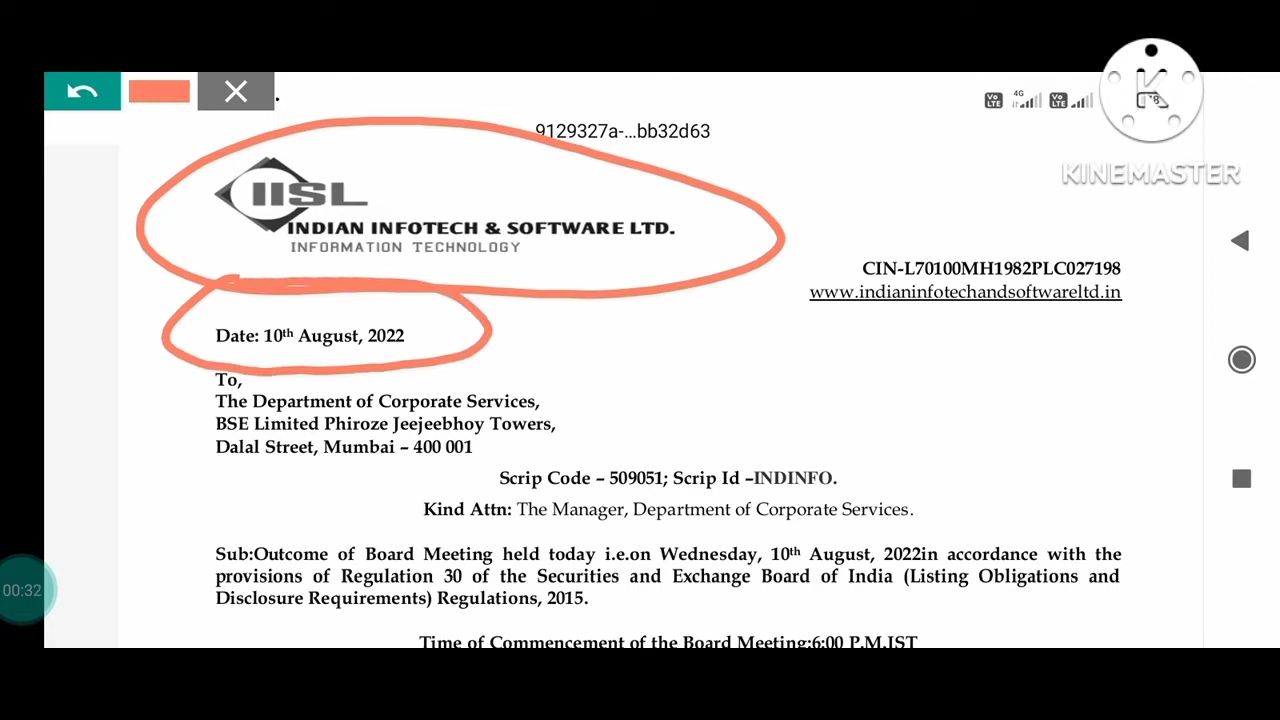 9129327a-...bb32d63
4G
Vo LTE
Vo LTE
K
KINEMASTER
IISL
INDIAN INFOTECH & SOFTWARE LTD.
INFORMATION TECHNOLOGY
CIN-L70100MH1982PLC027198
www.indianinfotechandsoftwareltd.in
Date: 10th August, 2022
To,
The Department of Corporate Services,
BSE Limited Phiroze Jeejeebhoy Towers,
Dalal Street, Mumbai – 400 001
Scrip Code – 509051; Scrip Id –INDINFO.
Kind Attn: The Manager, Department of Corporate Services.
Sub:Outcome of Board Meeting held today i.e.on Wednesday, 10th August, 2022in accordance with the
provisions of Regulation 30 of the Securities and Exchange Board of India (Listing Obligations and
Disclosure Requirements) Regulations, 2015.
00:32
Time of Commencement of the Board Meeting:6:00 P.M.IST